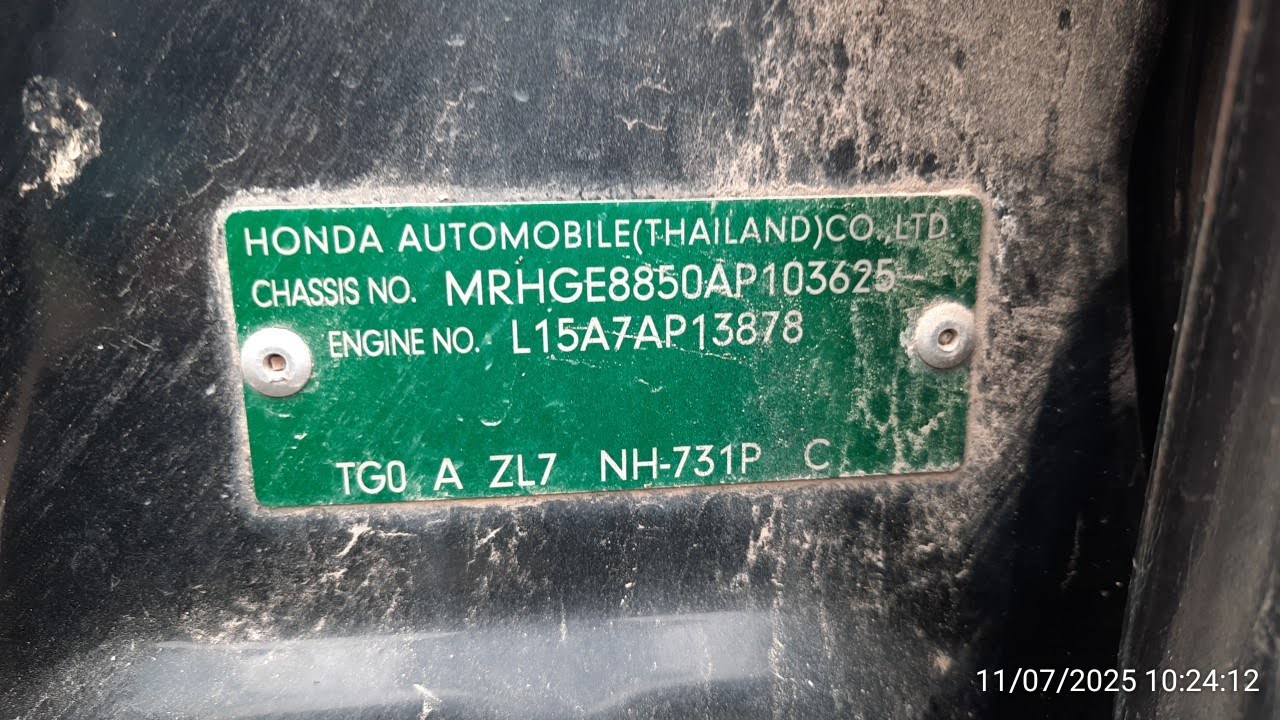 HONDA AUTOMOBILE(THAILAND)CO.,LTD.
CHASSIS NO. MRHGE8850AP103625
ENGINE NO. L15A7AP13878
TG0 A ZL7 NH-731P C
11/07/2025 10:24:12